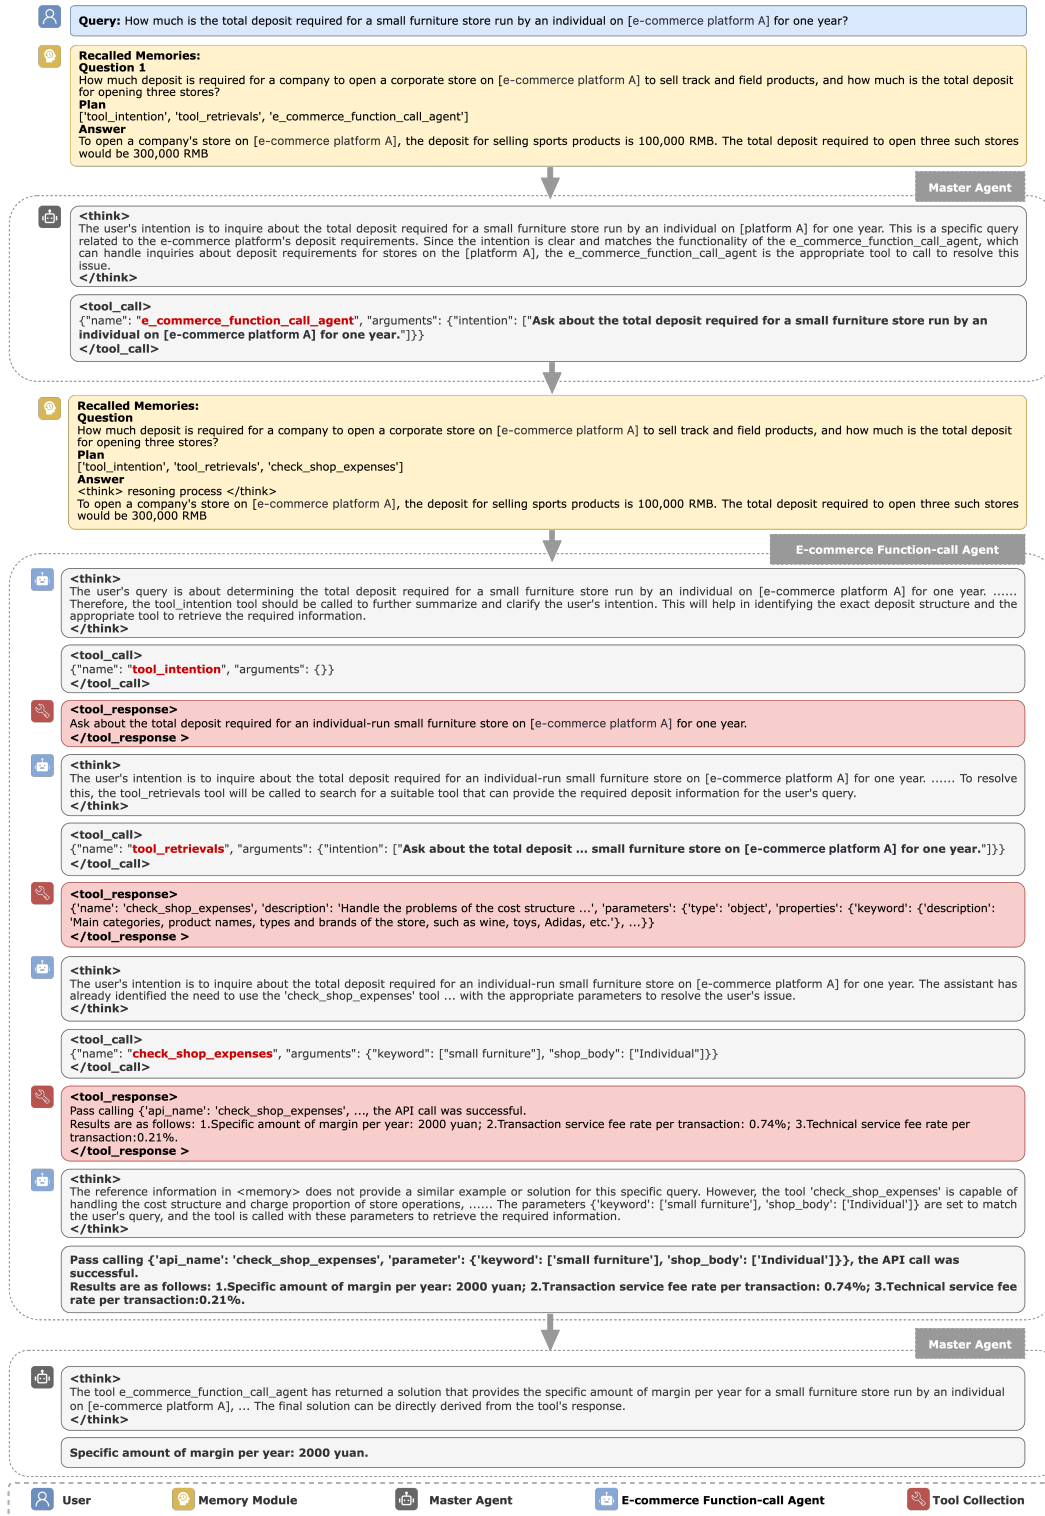 Query: How much is the total deposit required for a small furniture store run by an individual on [e-commerce platform A] for one year?
Recalled Memories:
Question 1
How much deposit is required for a company to open a corporate store on [e-commerce platform A] to sell track and field products, and how much is the total deposit
for opening three stores?
Plan
['tool_intention', 'tool_retrievals', 'e_commerce_function_call_agent']
Answer
To open a company's store on [e-commerce platform A], the deposit for selling sports products is 100,000 RMB. The total deposit required to open three such stores
would be 300,000 RMB
Master Agent
<think>
The user's intention is to inquire about the total deposit required for a small furniture store run by an individual on [platform A] for one year. This is a specific query
related to the e-commerce platform's deposit requirements. Since the intention is clear and matches the functionality of the e_commerce_function_call_agent, which
can handle inquiries about deposit requirements for stores on the [platform A], the e_commerce_function_call_agent is the appropriate tool to call to resolve this
issue.
</think>
<tool_call>
{"name": "e_commerce_function_call_agent", "arguments": {"intention": ["Ask about the total deposit required for a small furniture store run by an
individual on [e-commerce platform A] for one year."]}}
</tool_call>
Recalled Memories:
Question
How much deposit is required for a company to open a corporate store on [e-commerce platform A] to sell track and field products, and how much is the total deposit
for opening three stores?
Plan
['tool_intention', 'tool_retrievals', 'check_shop_expenses']
Answer
<think> resoning process </think>
To open a company's store on [e-commerce platform A], the deposit for selling sports products is 100,000 RMB. The total deposit required to open three such stores
would be 300,000 RMB
E-commerce Function-call Agent
<think>
The user's query is about determining the total deposit required for a small furniture store run by an individual on [e-commerce platform A] for one year. ......
Therefore, the tool_intention tool should be called to further summarize and clarify the user's intention. This will help in identifying the exact deposit structure and the
appropriate tool to retrieve the required information.
</think>
<tool_call>
{"name": "tool_intention", "arguments": {}}
</tool_call>
<tool_response>
Ask about the total deposit required for an individual-run small furniture store on [e-commerce platform A] for one year.
</tool_response >
<think>
The user's intention is to inquire about the total deposit required for an individual-run small furniture store on [e-commerce platform A] for one year. ...... To resolve
this, the tool_retrievals tool will be called to search for a suitable tool that can provide the required deposit information for the user's query.
</think>
<tool_call>
{"name": "tool_retrievals", "arguments": {"intention": ["Ask about the total deposit ... small furniture store on [e-commerce platform A] for one year."]}}
</tool_call>
<tool_response>
{'name': 'check_shop_expenses', 'description': 'Handle the problems of the cost structure ...', 'parameters': {'type': 'object', 'properties': {'keyword': {'description':
'Main categories, product names, types and brands of the store, such as wine, toys, Adidas, etc.'}, ...}}
</tool_response >
<think>
The user's intention is to inquire about the total deposit required for an individual-run small furniture store on [e-commerce platform A] for one year. The assistant has
already identified the need to use the 'check_shop_expenses' tool ... with the appropriate parameters to resolve the user's issue.
</think>
<tool_call>
{"name": "check_shop_expenses", "arguments": {"keyword": ["small furniture"], "shop_body": ["Individual"]}}
</tool_call>
<tool_response>
Pass calling {'api_name': 'check_shop_expenses', ..., the API call was successful.
Results are as follows: 1.Specific amount of margin per year: 2000 yuan; 2.Transaction service fee rate per transaction: 0.74%; 3.Technical service fee rate per
transaction:0.21%.
</tool_response >
<think>
The reference information in <memory> does not provide a similar example or solution for this specific query. However, the tool 'check_shop_expenses' is capable of
handling the cost structure and charge proportion of store operations, ...... The parameters {'keyword': ['small furniture'], 'shop_body': ['Individual']} are set to match
the user's query, and the tool is called with these parameters to retrieve the required information.
</think>
Pass calling {'api_name': 'check_shop_expenses', 'parameter': {'keyword': ['small furniture'], 'shop_body': ['Individual']}}, the API call was
successful.
Results are as follows: 1.Specific amount of margin per year: 2000 yuan; 2.Transaction service fee rate per transaction: 0.74%; 3.Technical service fee
rate per transaction:0.21%.
Master Agent
<think>
The tool e_commerce_function_call_agent has returned a solution that provides the specific amount of margin per year for a small furniture store run by an individual
on [e-commerce platform A], ... The final solution can be directly derived from the tool's response.
</think>
Specific amount of margin per year: 2000 yuan.
User
Memory Module
Master Agent
E-commerce Function-call Agent
Tool Collection